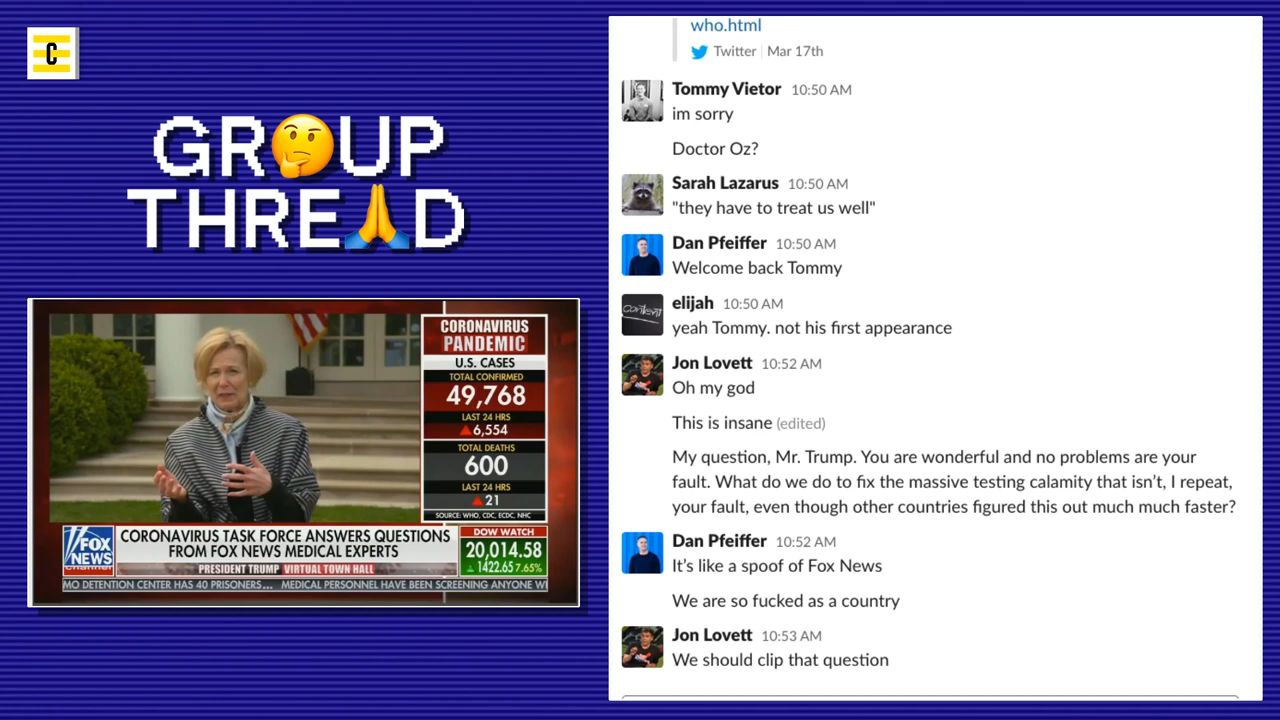 C
GR🤔UP
THRE🙏D
CORONAVIRUS
PANDEMIC
U.S. CASES
TOTAL CONFIRMED
49,768
LAST 24 HRS
▲6,554
TOTAL DEATHS
600
LAST 24 HRS
▲21
SOURCE: WHO, CDC, ECDC, NHC
FOX
NEWS
channel
CORONAVIRUS TASK FORCE ANSWERS QUESTIONS
FROM FOX NEWS MEDICAL EXPERTS
PRESIDENT TRUMP VIRTUAL TOWN HALL
DOW WATCH
20,014.58
▲ 1422.65 7.65%
MO DETENTION CENTER HAS 40 PRISONERS... MEDICAL PERSONNEL HAVE BEEN SCREENING ANYONE WI
who.html
Twitter | Mar 17th
Tommy Vietor 10:50 AM
im sorry
Doctor Oz?
Sarah Lazarus 10:50 AM
"they have to treat us well"
Dan Pfeiffer 10:50 AM
Welcome back Tommy
content
elijah 10:50 AM
yeah Tommy. not his first appearance
Jon Lovett 10:52 AM
Oh my god
This is insane (edited)
My question, Mr. Trump. You are wonderful and no problems are your
fault. What do we do to fix the massive testing calamity that isn't, I repeat,
your fault, even though other countries figured this out much much faster?
Dan Pfeiffer 10:52 AM
It's like a spoof of Fox News
We are so fucked as a country
Jon Lovett 10:53 AM
We should clip that question